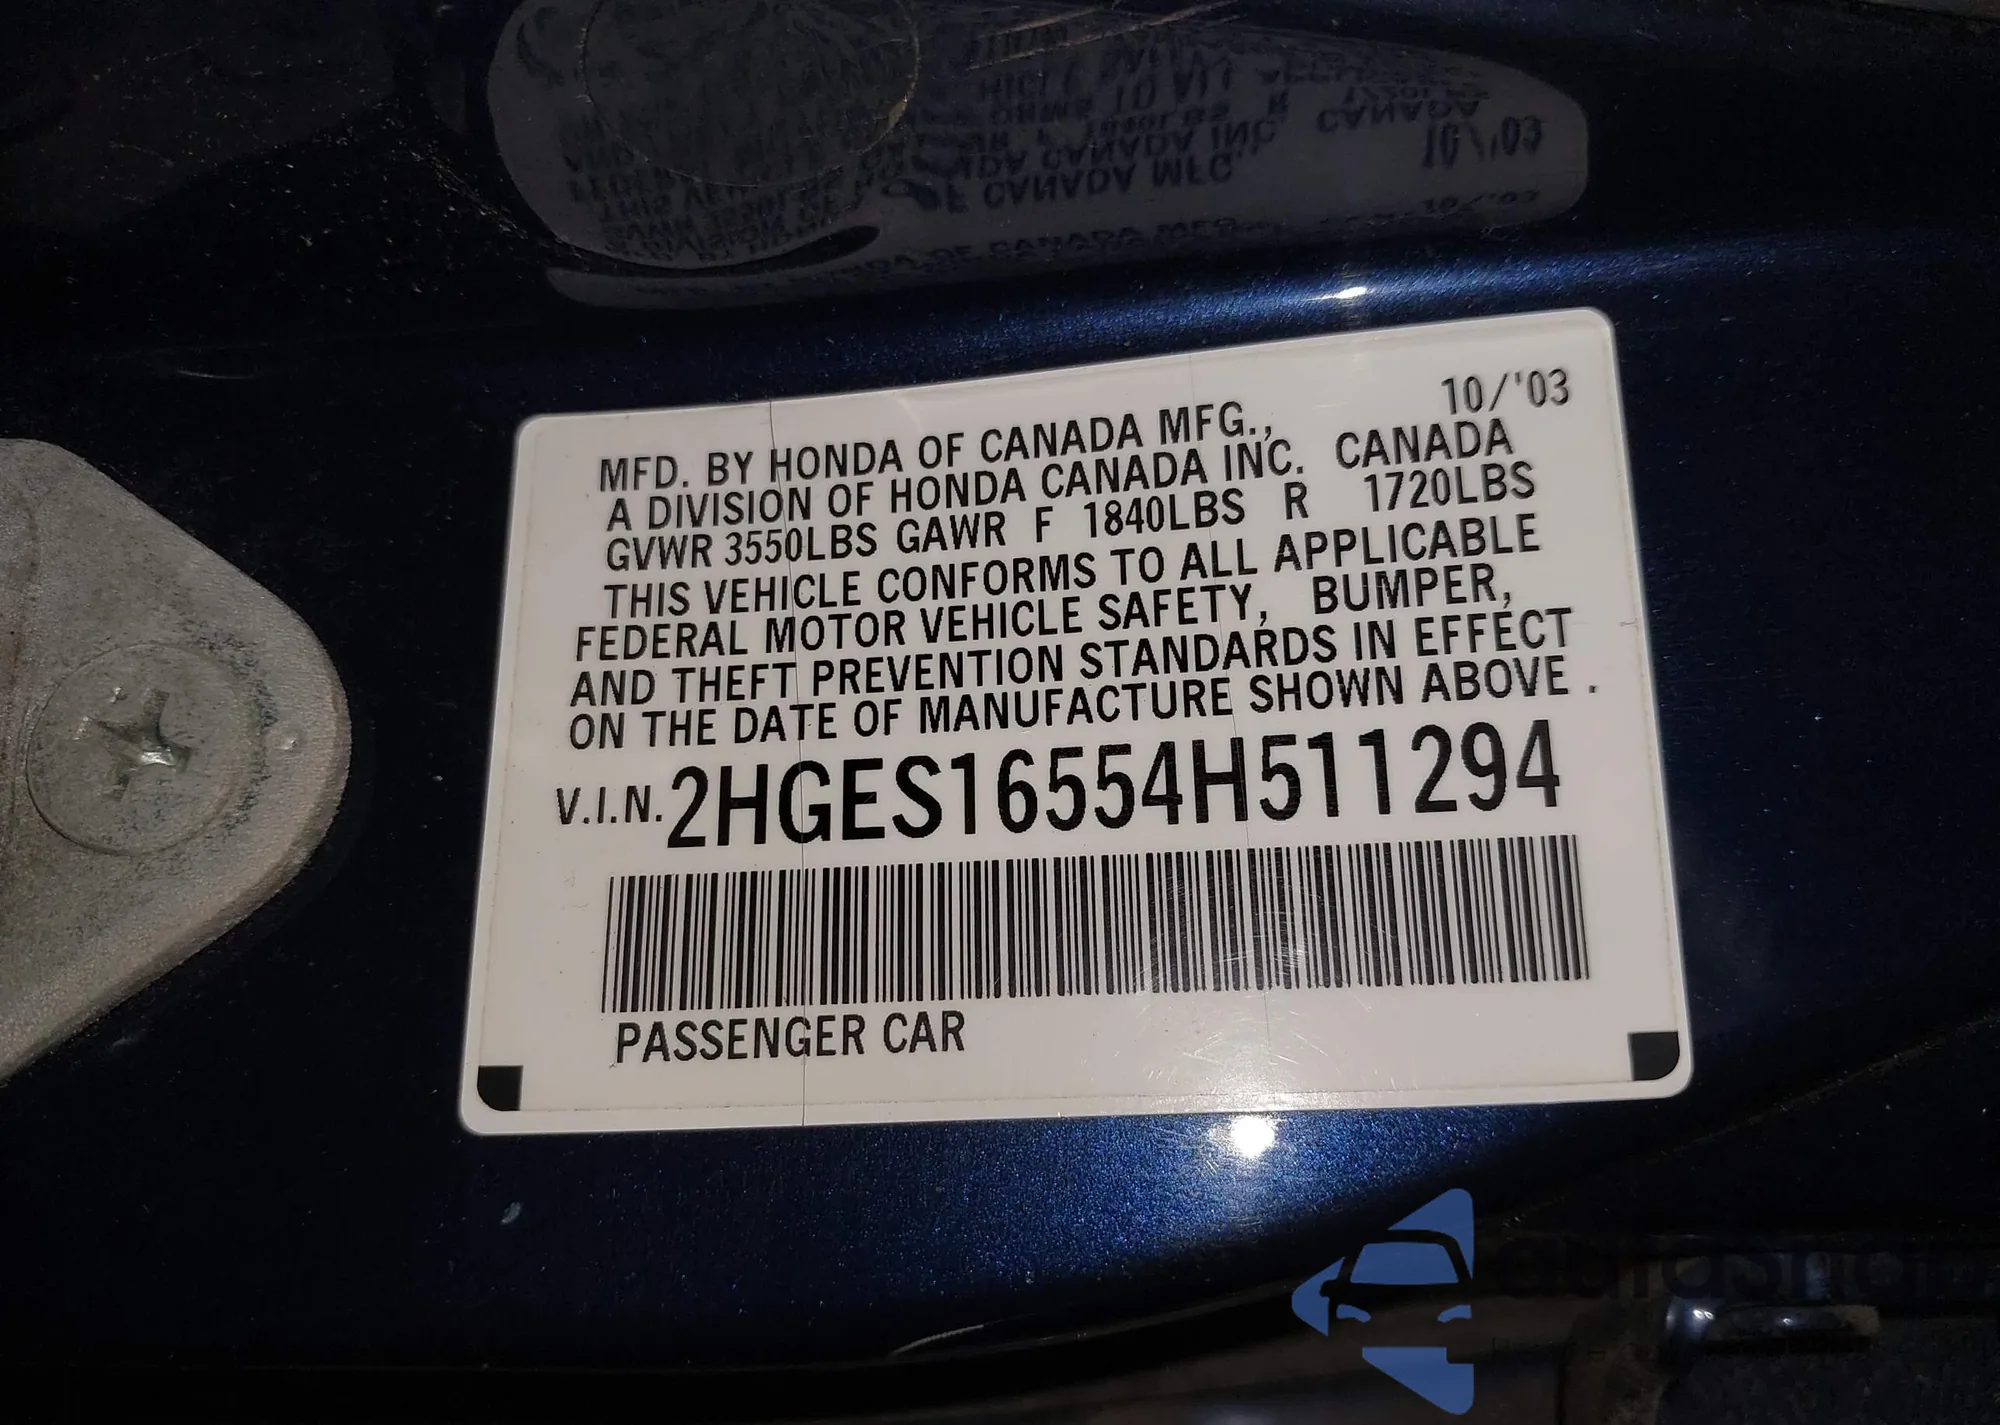 10/'03
MFD. BY HONDA OF CANADA MFG.,
A DIVISION OF HONDA CANADA INC. CANADA
GVWR 3550LBS GAWR F 1840LBS R 1720LBS
THIS VEHICLE CONFORMS TO ALL APPLICABLE
FEDERAL MOTOR VEHICLE SAFETY, BUMPER,
AND THEFT PREVENTION STANDARDS IN EFFECT
ON THE DATE OF MANUFACTURE SHOWN ABOVE .
V.I.N. 2HGES16554H511294
PASSENGER CAR